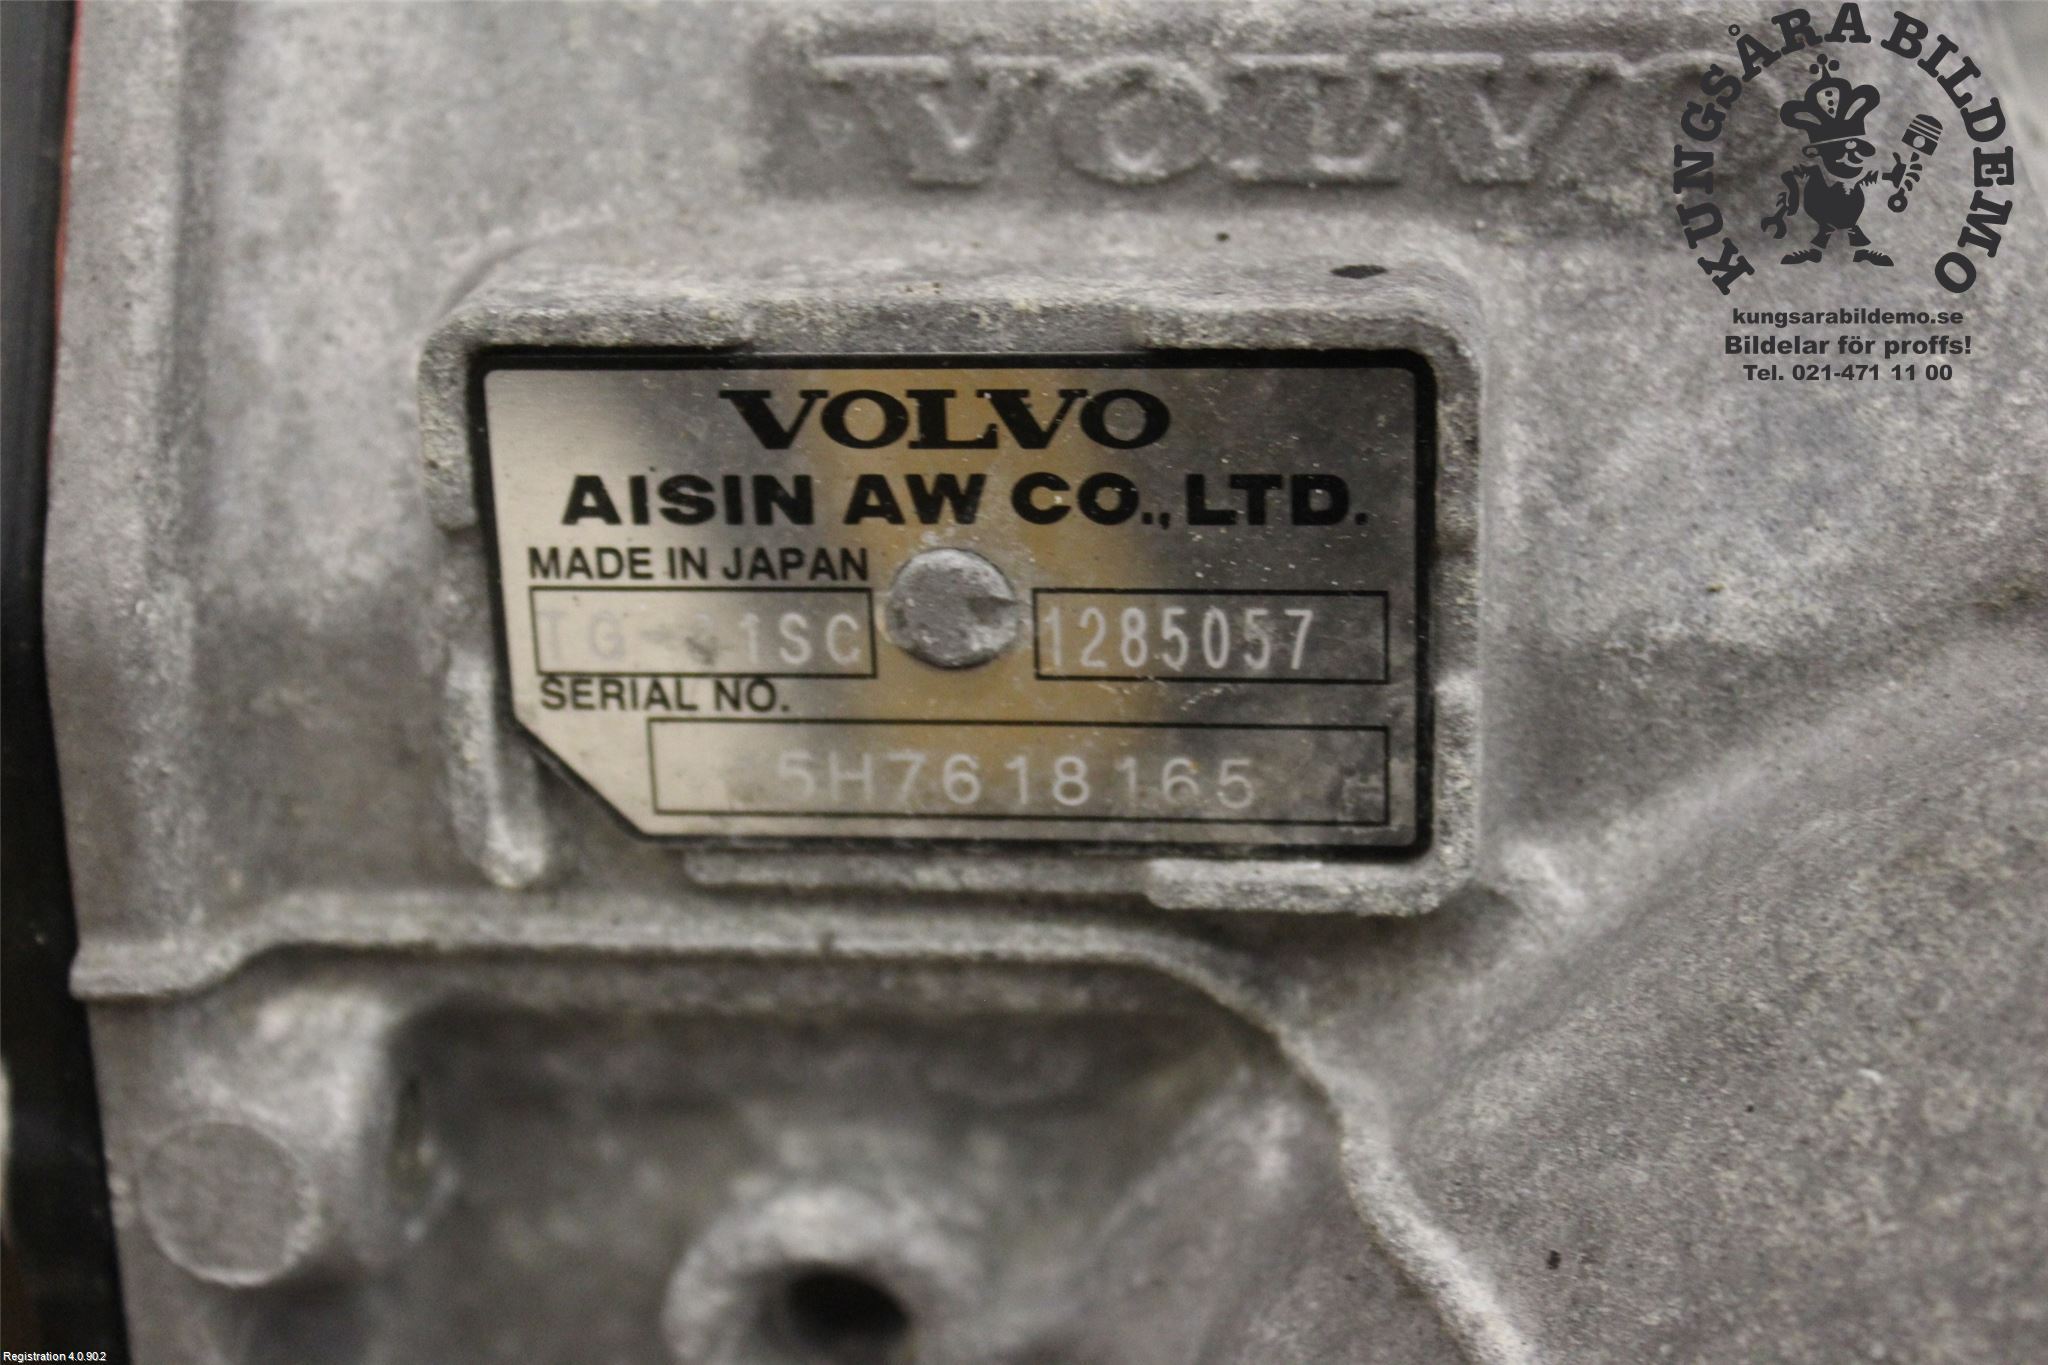 VOLVO
KUNGSÅRA BILDEMO
kungsarabildemo.se
Bildelar för proffs!
Tel. 021-471 11 00
VOLVO
AISIN AW CO., LTD.
MADE IN JAPAN
1285057
SERIAL NO.
5H7618165
Registration 4.0.90.2